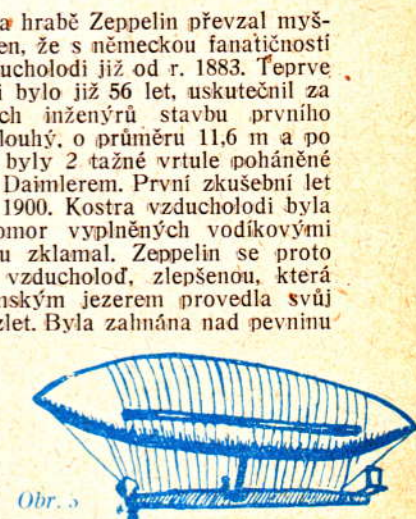 a hrabě Zeppelin převzal myš-
en, že s německou fanatičností
ucholodi již od r. 1883. Teprve
i bylo již 56 let, uskutečnil za
ch inženýrů stavbu prvního
louhý, o průměru 11,6 m a po
byly 2 tažné vrtule poháněné
Daimlerem. První zkušební let
1900. Kostra vzducholodi byla
omor vyplněných vodíkovými
u zklamal. Zeppelin se proto
vzducholoď, zlepšenou, která
nským jezerem provedla svůj
zlet. Byla zahnána nad pevninu
Obr. 5